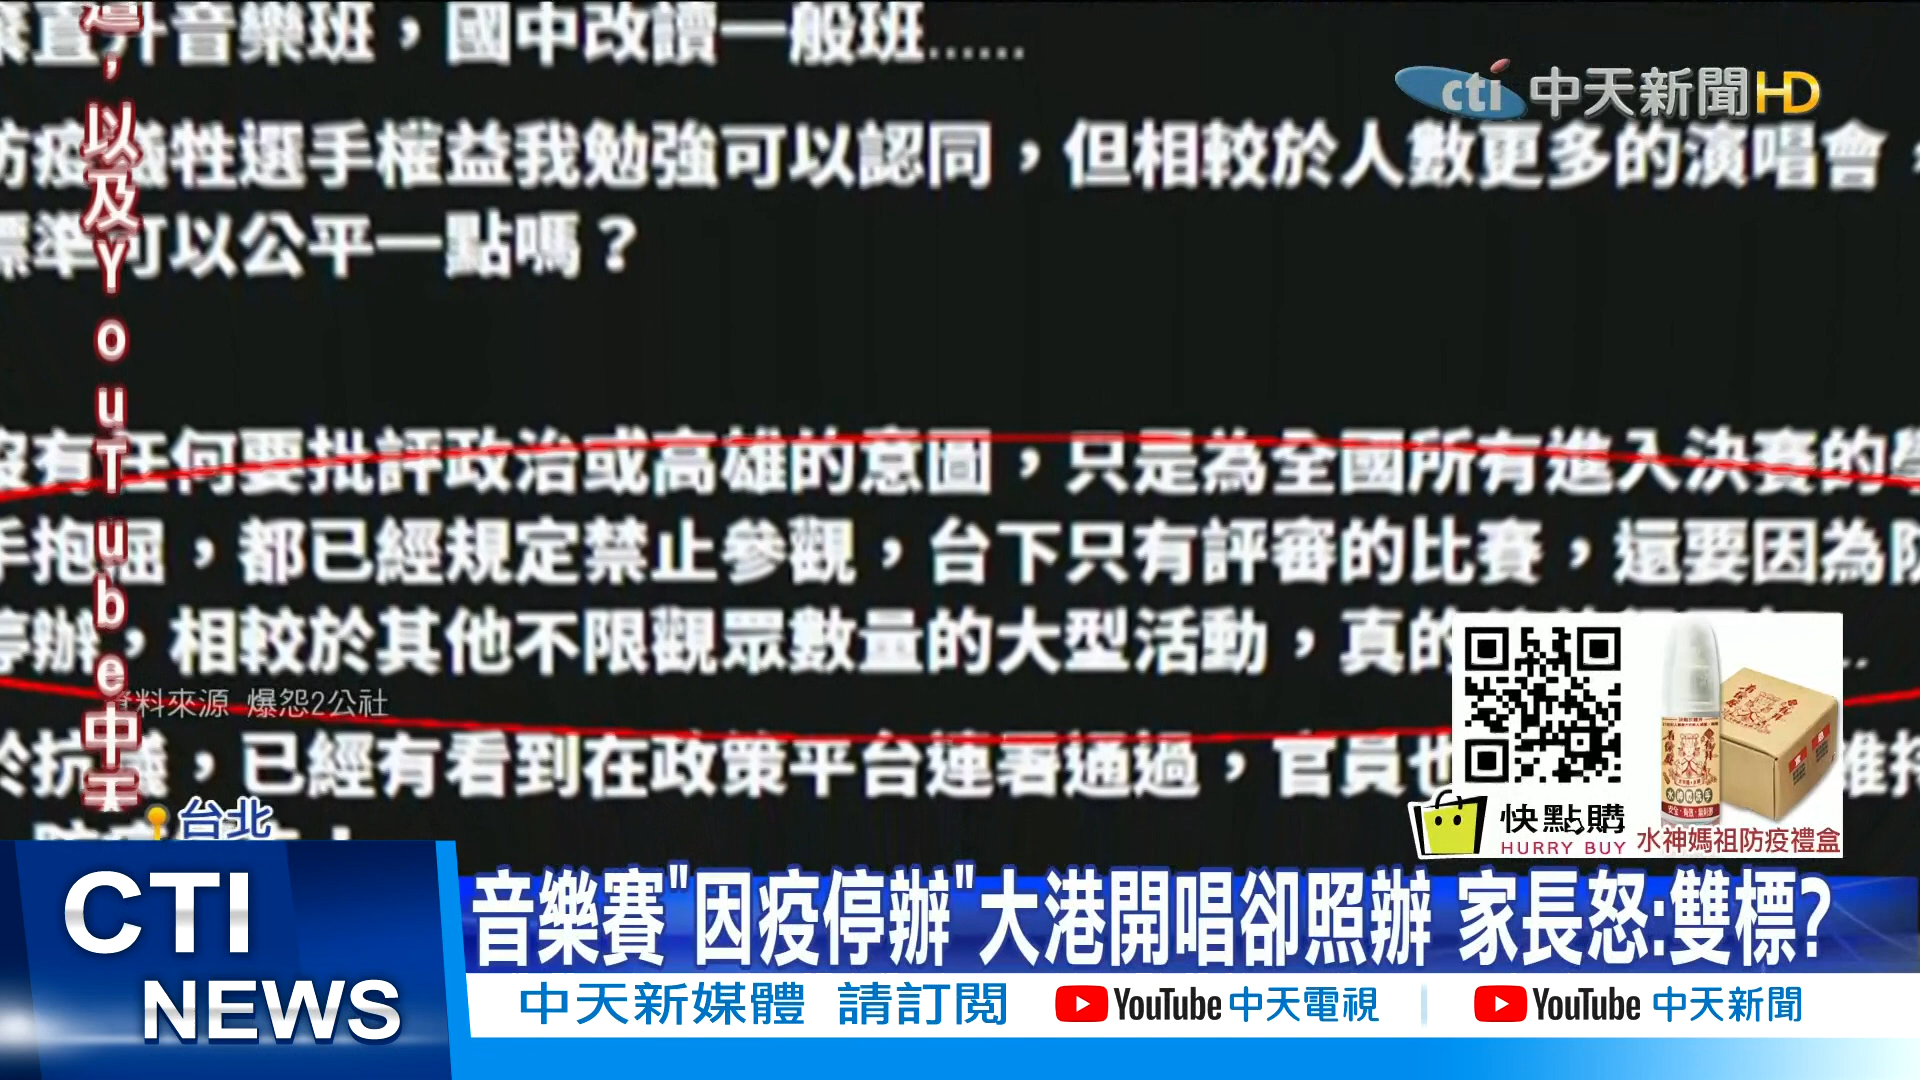 直升音樂班，國中改讀一般班......
cti 中天新聞HD
防疫犧牲選手權益我勉強可以認同，但相較於人數更多的演唱會，
標準可以公平一點嗎？
沒有任何要批評政治或高雄的意圖，只是為全國所有進入決賽的學
手抱屈，都已經規定禁止參觀，台下只有評審的比賽，還要因為防
停辦，相較於其他不限觀眾數量的大型活動，真的
資料來源 爆怨2公社
於抗議，已經有看到在政策平台連署通過，官員也
維持
，以及YouTube中天
台北
快點購
HURRY BUY
水神媽祖防疫禮盒
CTI
NEWS
音樂賽"因疫停辦"大港開唱卻照辦 家長怒:雙標?
中天新媒體 請訂閱 YouTube 中天電視 | YouTube 中天新聞